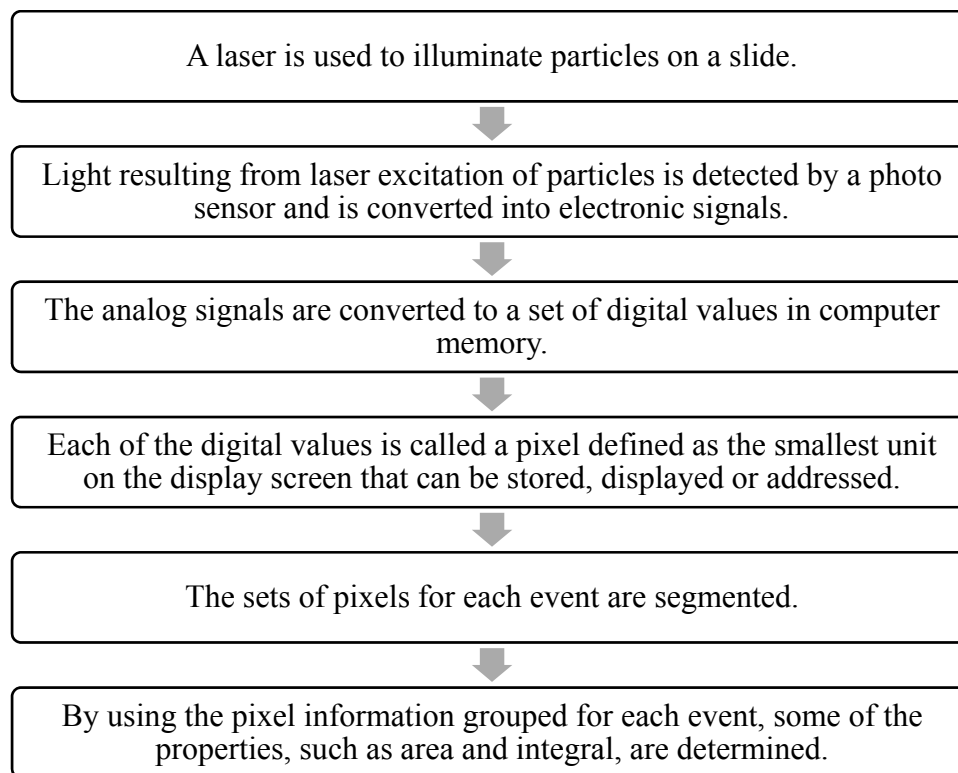 A laser is used to illuminate particles on a slide.
Light resulting from laser excitation of particles is detected by a photo
sensor and is converted into electronic signals.
The analog signals are converted to a set of digital values in computer
memory.
Each of the digital values is called a pixel defined as the smallest unit
on the display screen that can be stored, displayed or addressed.
The sets of pixels for each event are segmented.
By using the pixel information grouped for each event, some of the
properties, such as area and integral, are determined.